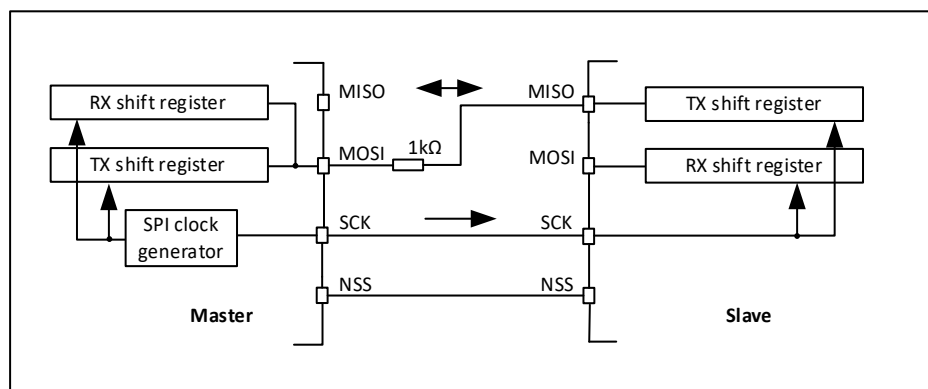 RX shift register
MISO
MISO
TX shift register
TX shift register
MOSI
1kΩ
MOSI
RX shift register
SPI clock
generator
SCK
SCK
NSS
NSS
Master
Slave